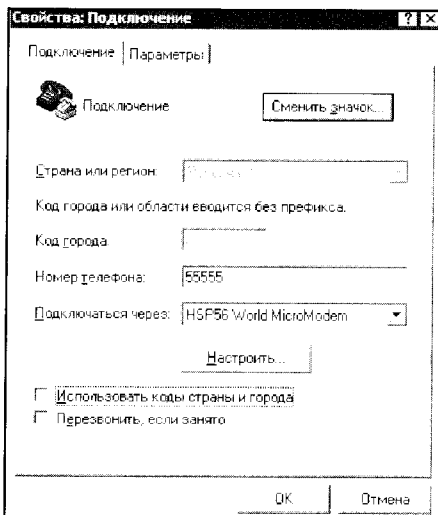 Свойства: Подключение
Подключение Параметры
Подключение Сменить значок...
Страна или регион:
Код города или области вводится без префикса.
Код города:
Номер телефона: 55555
Подключаться через: HSP56 World MicroModem
Настроить...
Использовать коды страны и города
Перезвонить, если занято
ОК Отмена